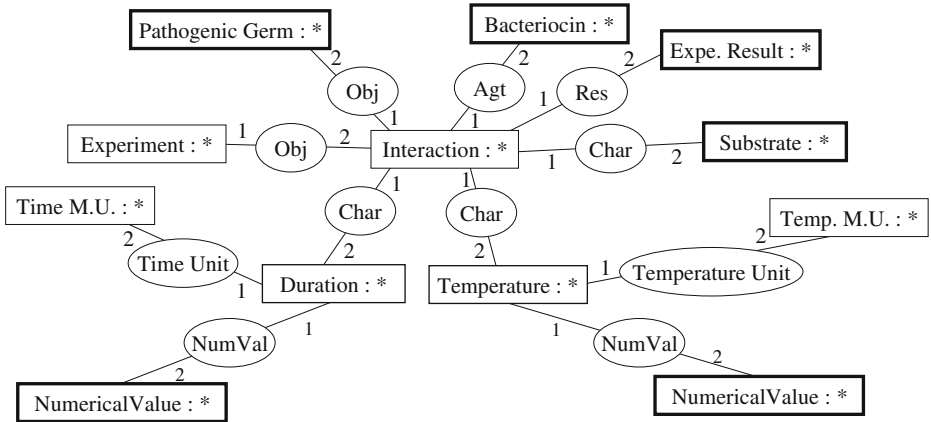 Pathogenic Germ : *
Bacteriocin : *
Expe. Result : *
2
2
2
Obj
Agt
Res
1
1
1
Experiment : *
1
Obj
2
Interaction : *
1
Char
2
Substrate : *
1
1
Time M.U. : *
Char
Char
Temp. M.U. : *
2
2
2
2
Time Unit
1
Duration : *
Temperature : *
1
Temperature Unit
1
1
NumVal
NumVal
2
2
NumericalValue : *
NumericalValue : *